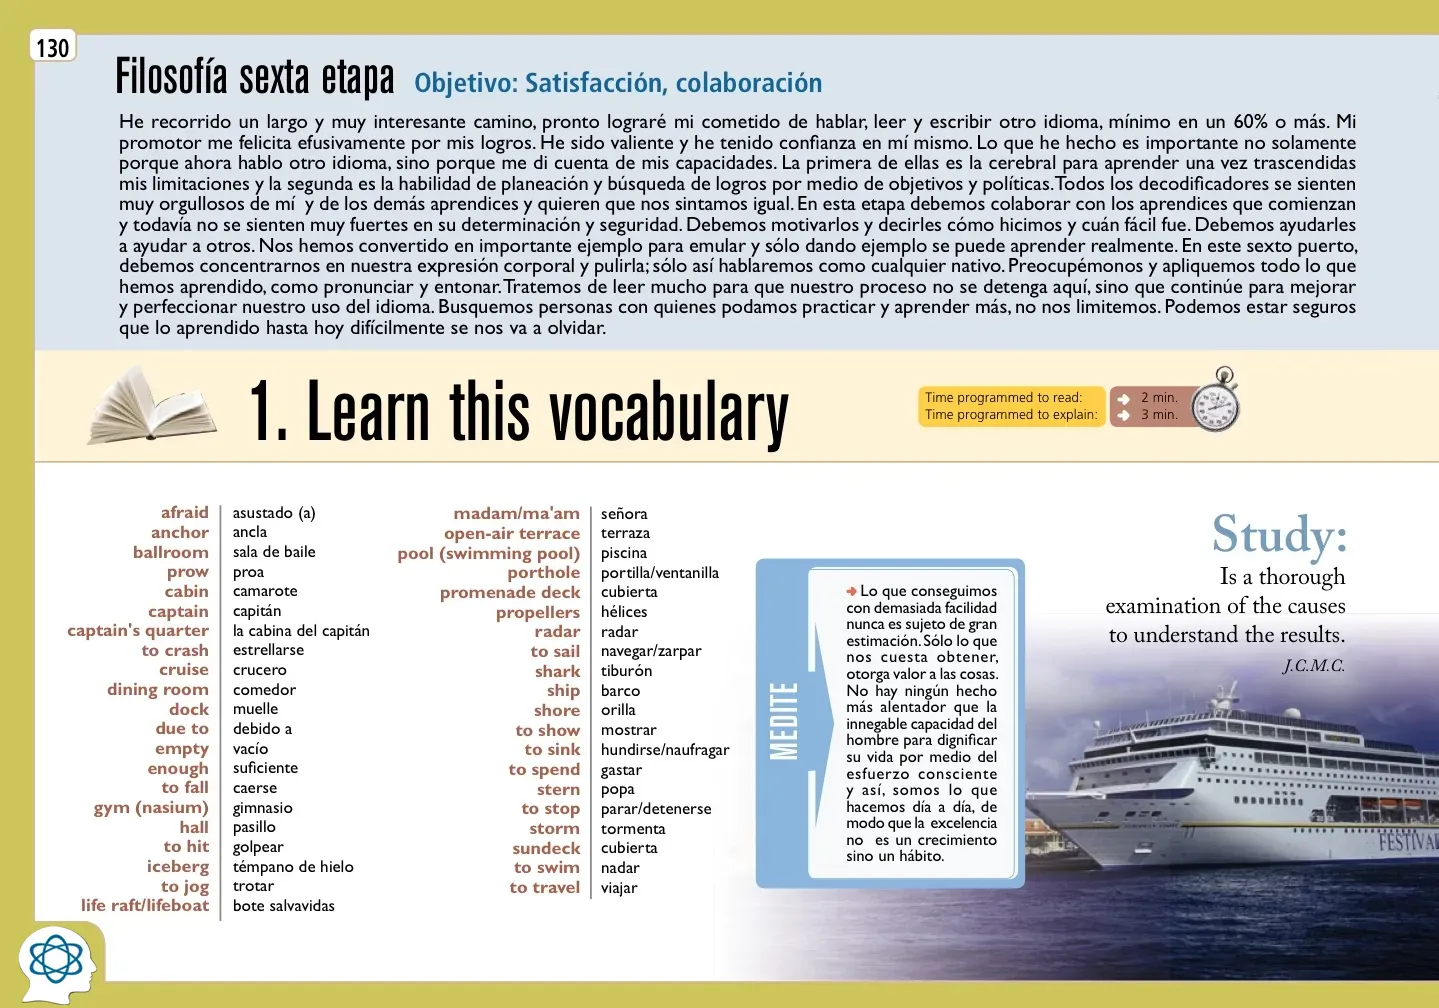 130
Filosofía sexta etapa Objetivo: Satisfacción, colaboración
He recorrido un largo y muy interesante camino, pronto lograré mi cometido de hablar, leer y escribir otro idioma, mínimo en un 60% o más. Mi
promotor me felicita efusivamente por mis logros. He sido valiente y he tenido confianza en mí mismo. Lo que he hecho es importante no solamente
porque ahora hablo otro idioma, sino porque me di cuenta de mis capacidades. La primera de ellas es la cerebral para aprender una vez trascendidas
mis limitaciones y la segunda es la habilidad de planeación y búsqueda de logros por medio de objetivos y políticas. Todos los decodificadores se sienten
muy orgullosos de mí y de los demás aprendices y quieren que nos sintamos igual. En esta etapa debemos colaborar con los aprendices que comienzan
y todavía no se sienten muy fuertes en su determinación y seguridad. Debemos motivarlos y decirles cómo hicimos y cuán fácil fue. Debemos ayudarles
a ayudar a otros. Nos hemos convertido en importante ejemplo para emular y sólo dando ejemplo se puede aprender realmente. En este sexto puerto,
debemos concentrarnos en nuestra expresión corporal y pulirla; sólo así hablaremos como cualquier nativo. Preocupémonos y apliquemos todo lo que
hemos aprendido, como pronunciar y entonar. Tratemos de leer mucho para que nuestro proceso no se detenga aquí, sino que continúe para mejorar
y perfeccionar nuestro uso del idioma. Busquemos personas con quienes podamos practicar y aprender más, no nos limitemos. Podemos estar seguros
que lo aprendido hasta hoy difícilmente se nos va a olvidar.
1. Learn this vocabulary
Time programmed to read: 2 min.
Time programmed to explain: 3 min.
afraid asustado (a)
anchor ancla
ballroom sala de baile
prow proa
cabin camarote
captain capitán
captain's quarter la cabina del capitán
to crash estrellarse
cruise crucero
dining room comedor
dock muelle
due to debido a
empty vacío
enough suficiente
to fall caerse
gym (nasium) gimnasio
hall pasillo
to hit golpear
iceberg témpano de hielo
to jog trotar
life raft/lifeboat bote salvavidas
madam/ma'am señora
open-air terrace terraza
pool (swimming pool) piscina
porthole portilla/ventanilla
promenade deck cubierta
propellers hélices
radar radar
to sail navegar/zarpar
shark tiburón
ship barco
shore orilla
to show mostrar
to sink hundirse/naufragar
to spend gastar
stern popa
to stop parar/detenerse
storm tormenta
sundeck cubierta
to swim nadar
to travel viajar
MEDITE
Lo que conseguimos
con demasiada facilidad
nunca es sujeto de gran
estimación. Sólo lo que
nos cuesta obtener,
otorga valor a las cosas.
No hay ningún hecho
más alentador que la
innegable capacidad del
hombre para dignificar
su vida por medio del
esfuerzo consciente
y así, somos lo que
hacemos día a día, de
modo que la excelencia
no es un crecimiento
sino un hábito.
Study:
Is a thorough
examination of the causes
to understand the results.
J.C.M.C.
FESTIVAL